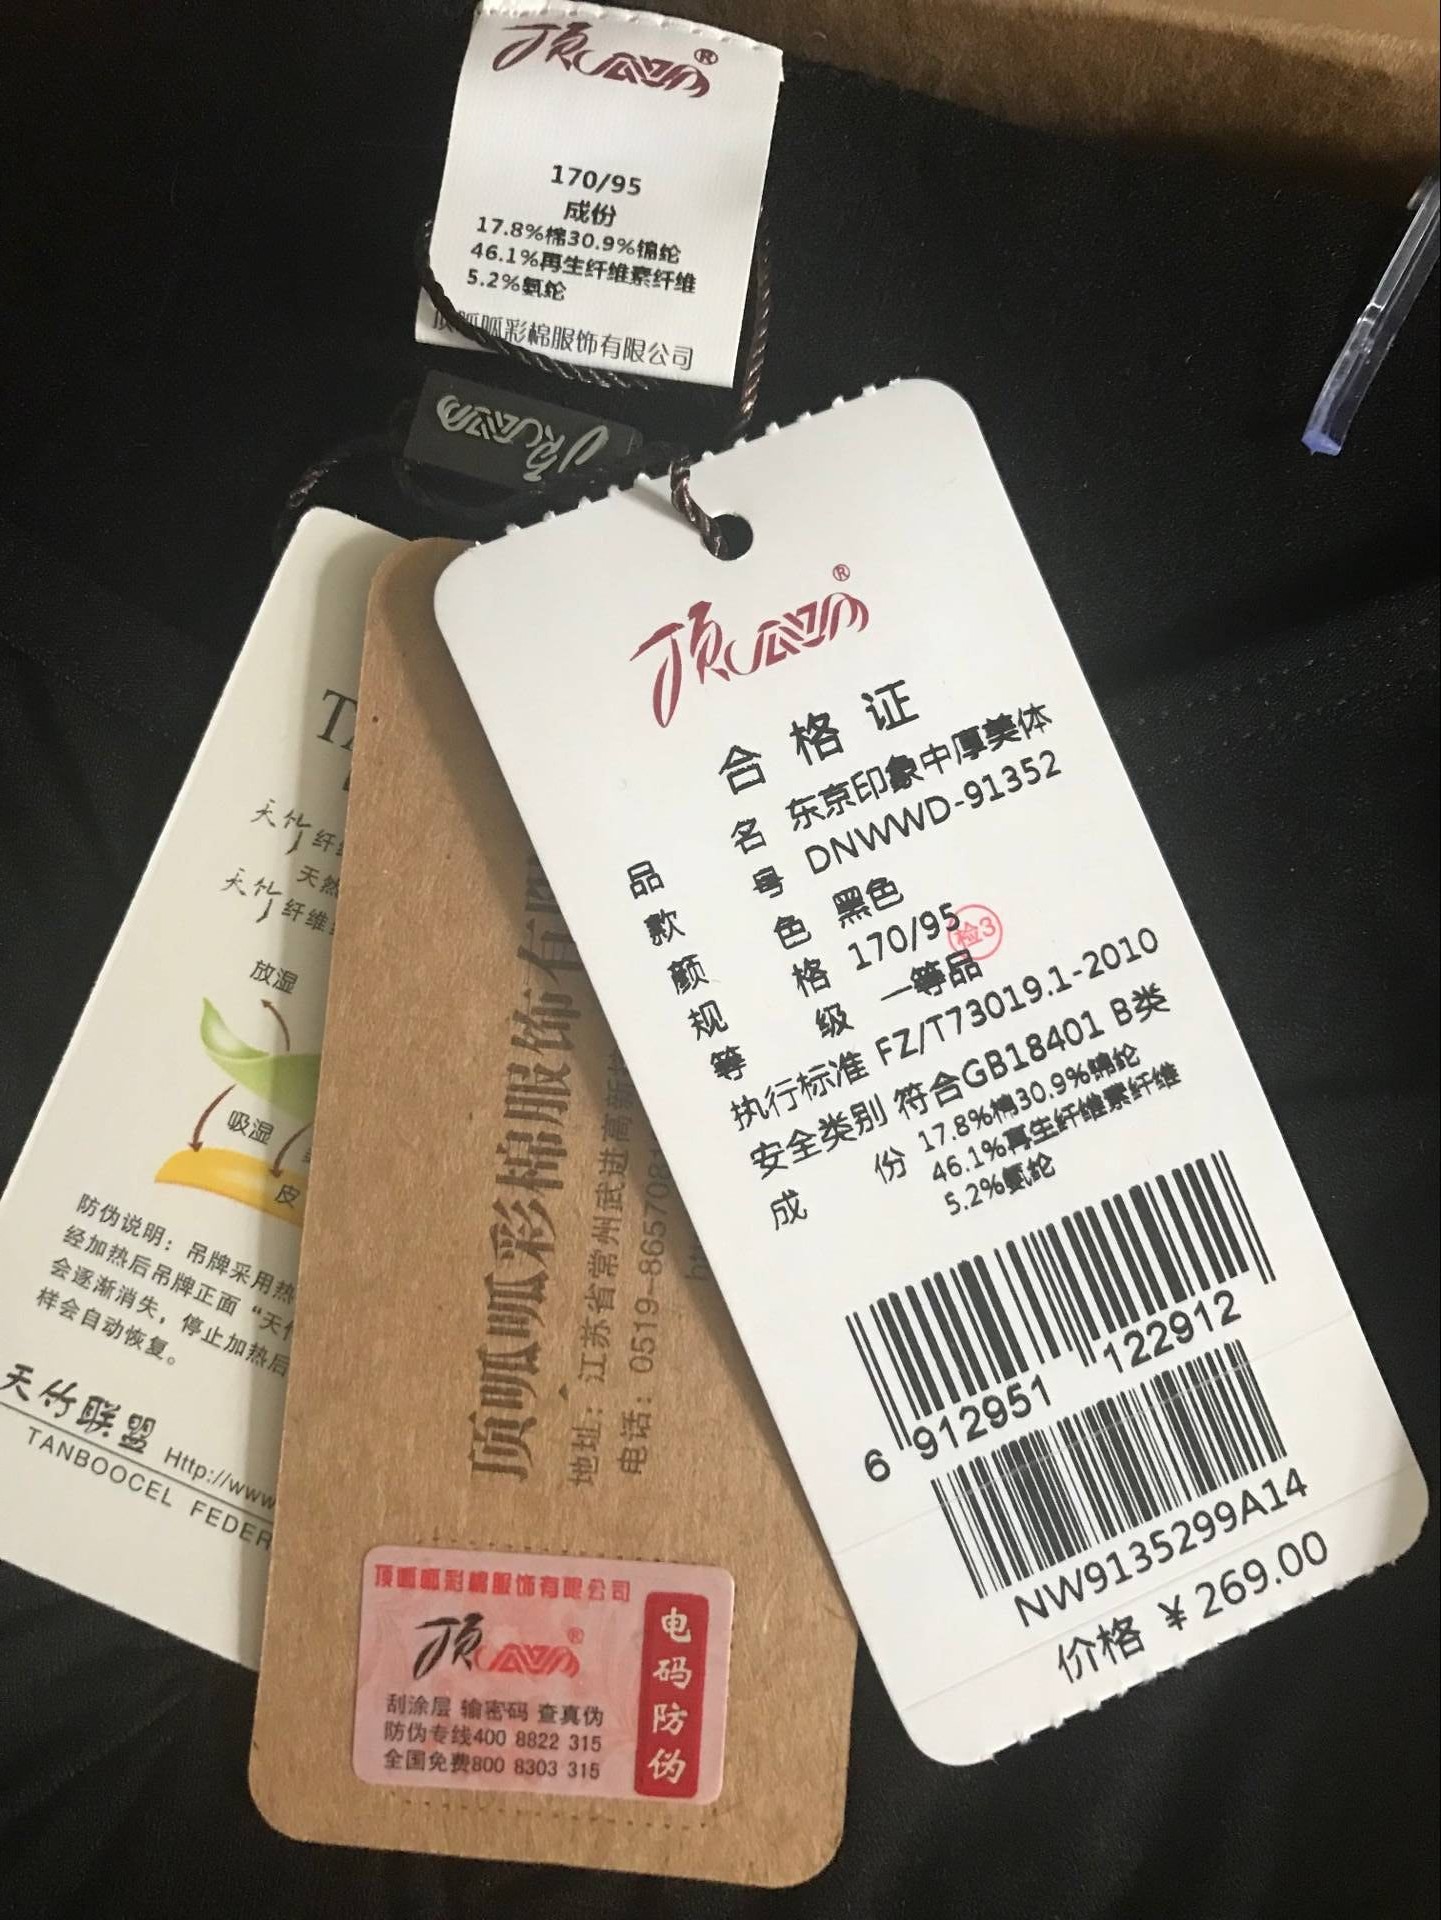 顶呱呱®
170/95
成份
17.8%棉30.9%锦纶
46.1%再生纤维素纤维
5.2%氨纶
顶呱呱彩棉服饰有限公司
顶呱呱
顶呱呱®
合格证
品名 东京印象中厚美体
款号 DNWWD-91352
颜色 黑色
规格 170/95
检3
等级 一等品
执行标准 FZ/T73019.1-2010
安全类别 符合GB18401 B类
成份 17.8%棉30.9%锦纶
46.1%再生纤维素纤维
5.2%氨纶
6 912951 122912
NW9135299A14
价格 ￥269.00
顶呱呱彩棉服饰有限
地址：江苏省常州武进高新
电话：0519-8657081
顶呱呱彩棉服饰有限公司
顶呱呱®
刮涂层 输密码 查真伪
防伪专线400 8822 315
全国免费800 8303 315
电码防伪
天竹纤
天然
天竹纤维
放湿
吸湿
皮
防伪说明：吊牌采用热
经加热后吊牌正面“天竹
会逐渐消失，停止加热后
样会自动恢复。
天竹联盟 Http://www
TANBOOCEL FEDER